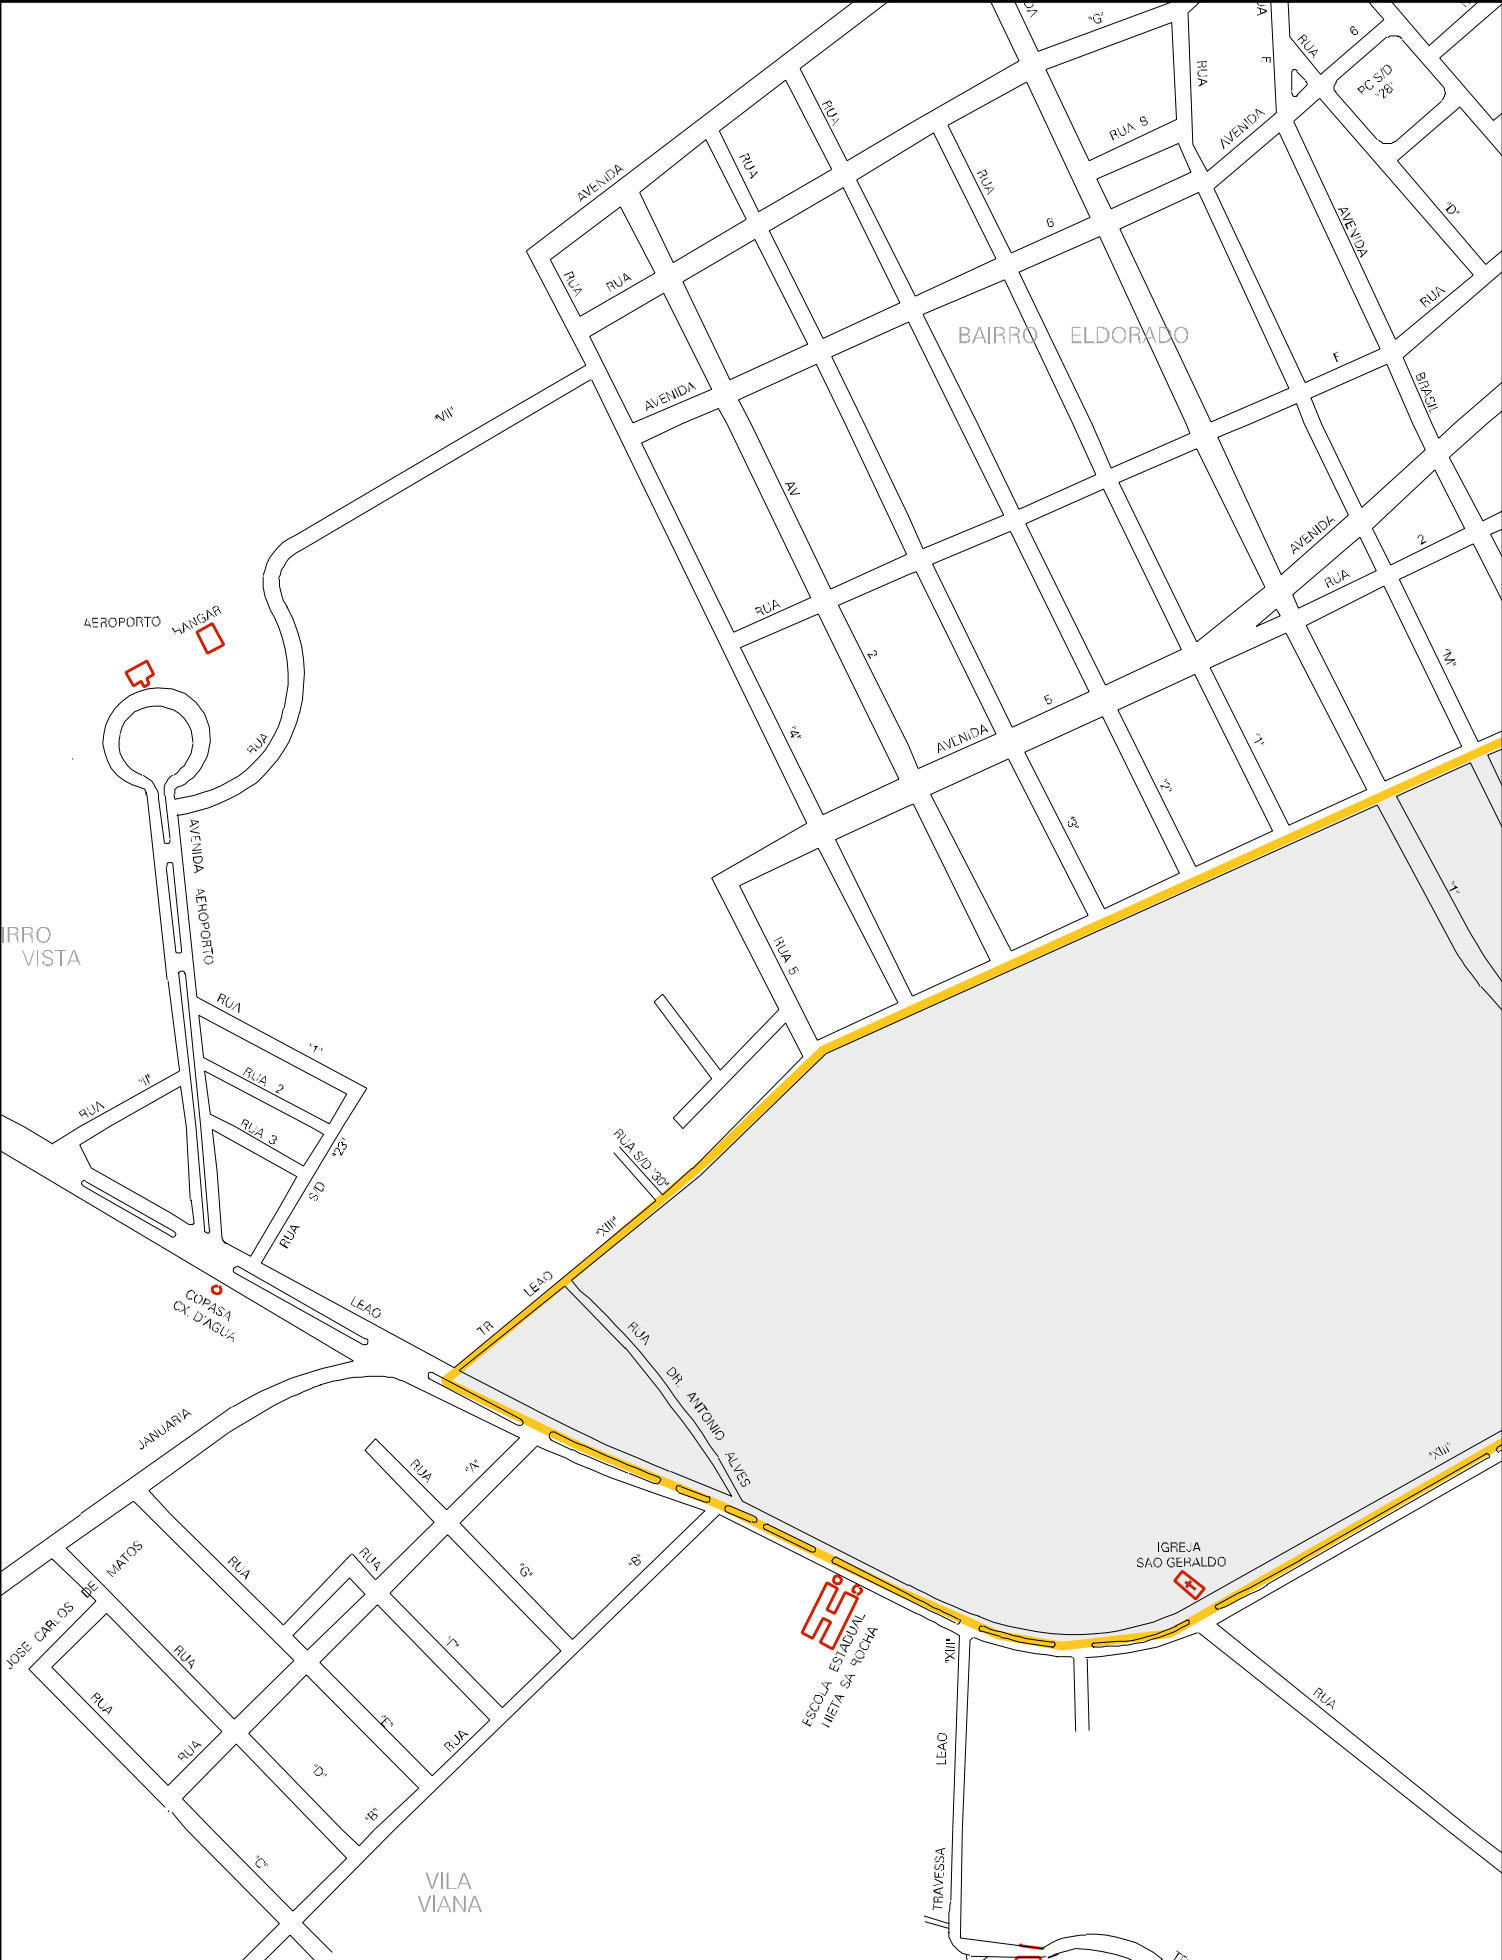 "G"
RUA
RUA
6
PC S/D
"28"
RUA
RUA 8
AVENIDA
AVENIDA
RUA
RUA
"D"
6
AVENIDA
RUA
RUA
RUA
BAIRRO ELDORADO
F
BRASIL
AVENIDA
"VII"
AV
AVENIDA
2
RUA
RUA
AEROPORTO
HANGAR
2
"M"
5
"4"
AVENIDA
"1"
RUA
"2"
"3"
AVENIDA AEROPORTO
"1"
IRRO
VISTA
RUA 5
RUA
"1"
RUA 2
"II"
RUA
RUA 3
"23"
S/D
RUA
RUA S/D "30"
"XIII"
LEAO
TR
COPASA
CX. D'AGUA
LEAO
RUA
DR. ANTONIO ALVES
JANUARIA
RUA
"A"
"XIII"
IGREJA
SAO GERALDO
JOSE CARLOS DE MATOS
RUA
RUA
"G"
"B"
ESCOLA ESTADUAL
"XIII"
RUA
RUA
RUA
RUA
"D"
RUA
"B"
"C"
LEAO
RUA
TRAVESSA
VILA
VIANA